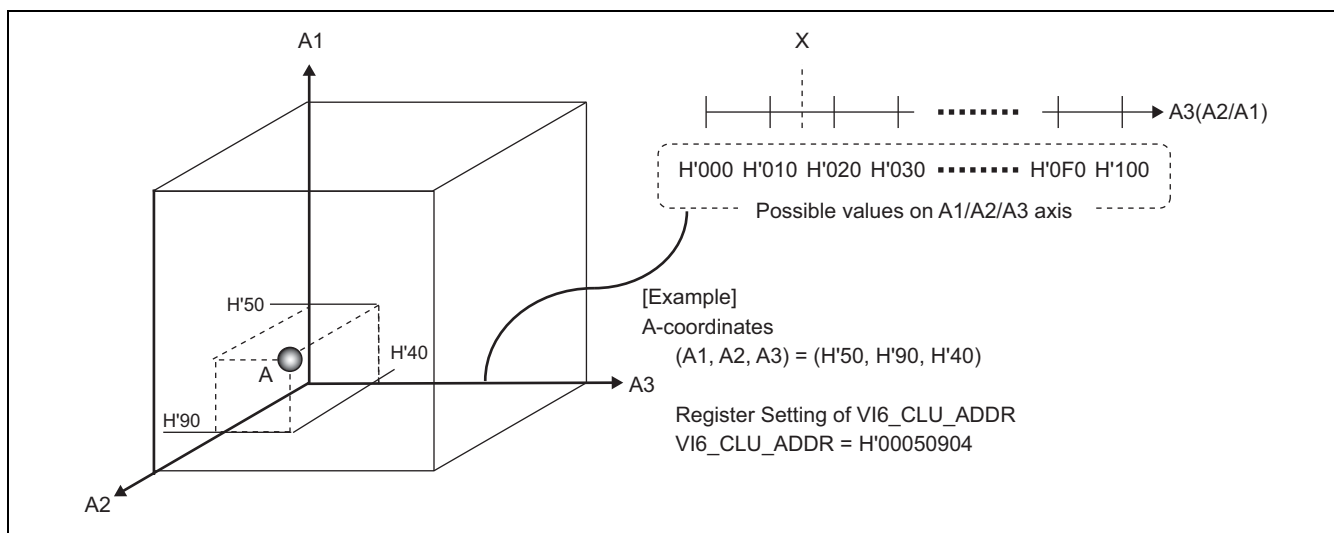 A1
X
A3(A2/A1)
H'000 H'010 H'020 H'030 ········ H'0F0 H'100
Possible values on A1/A2/A3 axis
[Example]
A-coordinates
(A1, A2, A3) = (H'50, H'90, H'40)
Register Setting of VI6_CLU_ADDR
VI6_CLU_ADDR = H'00050904
H'50
H'40
A
A3
H'90
A2